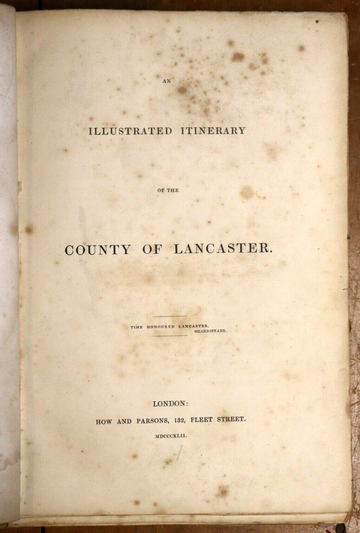 AN
ILLUSTRATED ITINERARY
OF THE
COUNTY OF LANCASTER.
TIME HONOURED LANCASTER.
SHAKSPEARE.
LONDON:
HOW AND PARSONS, 132, FLEET STREET.
MDCCCXLII.